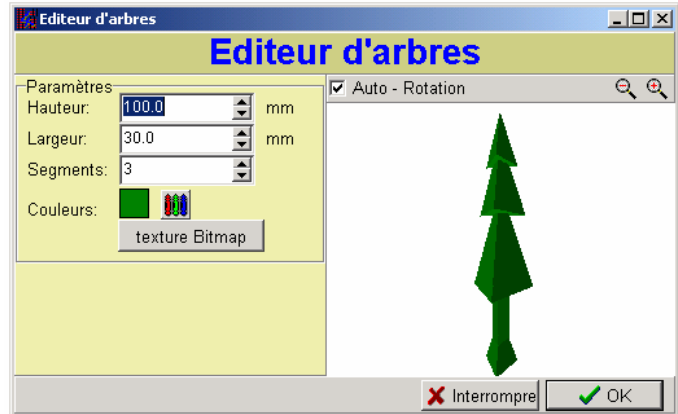 Editeur d'arbres
Editeur d'arbres
Paramètres
Hauteur: 100.0 mm
Largeur: 30.0 mm
Segments: 3
Couleurs:
texture Bitmap
Auto - Rotation
Interrompre OK